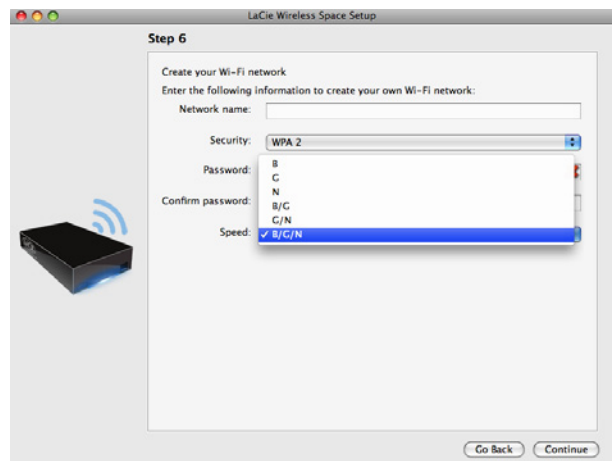 LaCie Wireless Space Setup
Step 6
Create your Wi-Fi network
Enter the following information to create your own Wi-Fi network:
Network name:
Security: WPA 2
Password:
B
G
N
B/G
G/N
Confirm password:
Speed: ✓ B/G/N
Go Back Continue